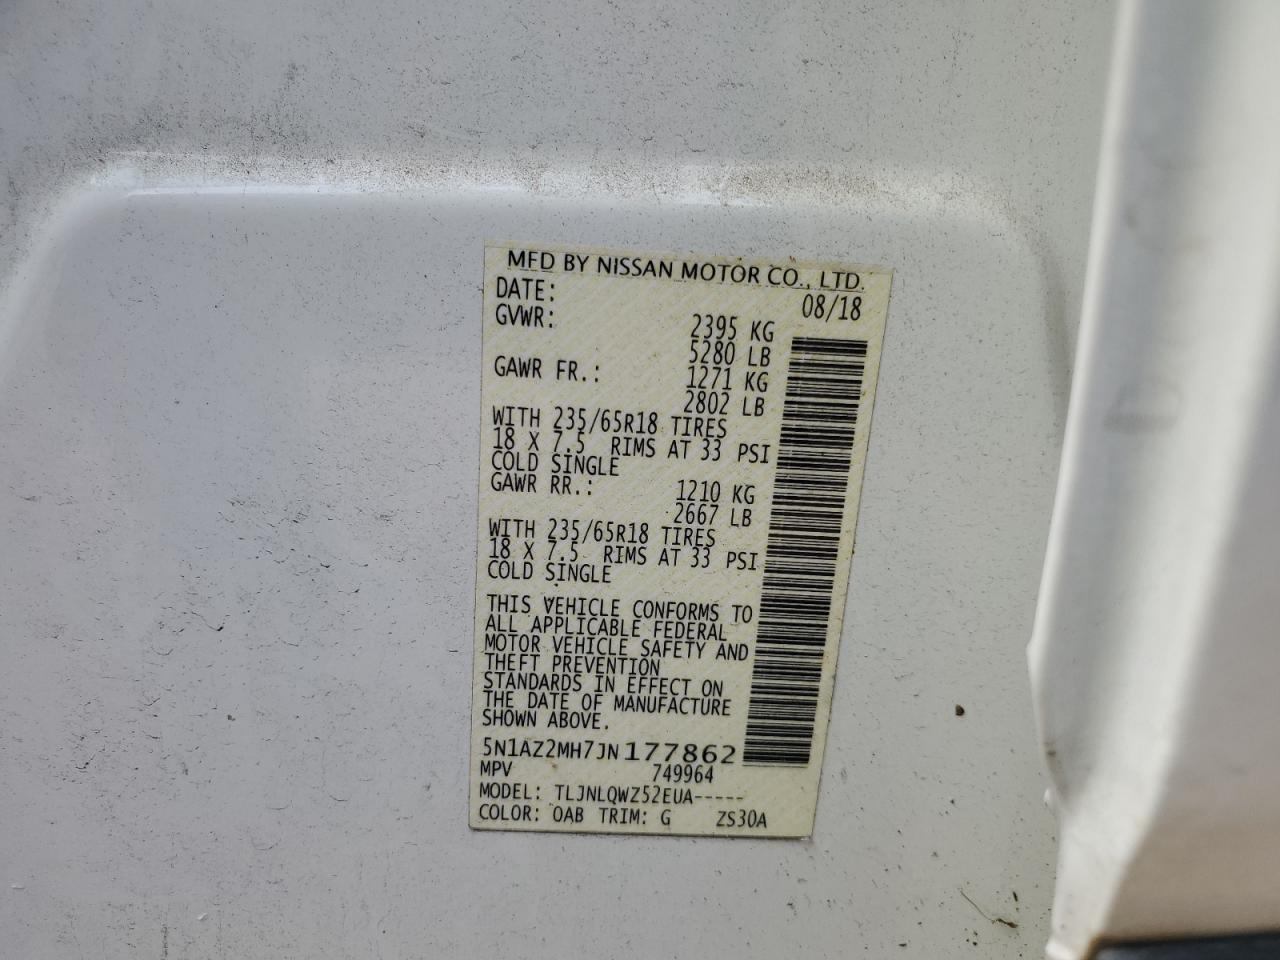 MFD BY NISSAN MOTOR CO., LTD.
DATE: 08/18
GVWR: 2395 KG
5280 LB
GAWR FR.: 1271 KG
2802 LB
WITH 235/65R18 TIRES
18 X 7.5 RIMS AT 33 PSI
COLD SINGLE
GAWR RR.: 1210 KG
2667 LB
WITH 235/65R18 TIRES
18 X 7.5 RIMS AT 33 PSI
COLD SINGLE
THIS VEHICLE CONFORMS TO
ALL APPLICABLE FEDERAL
MOTOR VEHICLE SAFETY AND
THEFT PREVENTION
STANDARDS IN EFFECT ON
THE DATE OF MANUFACTURE
SHOWN ABOVE.
5N1AZ2MH7JN177862
MPV 749964
MODEL: TLJNLQWZ52EUA-----
COLOR: OAB TRIM: G ZS30A